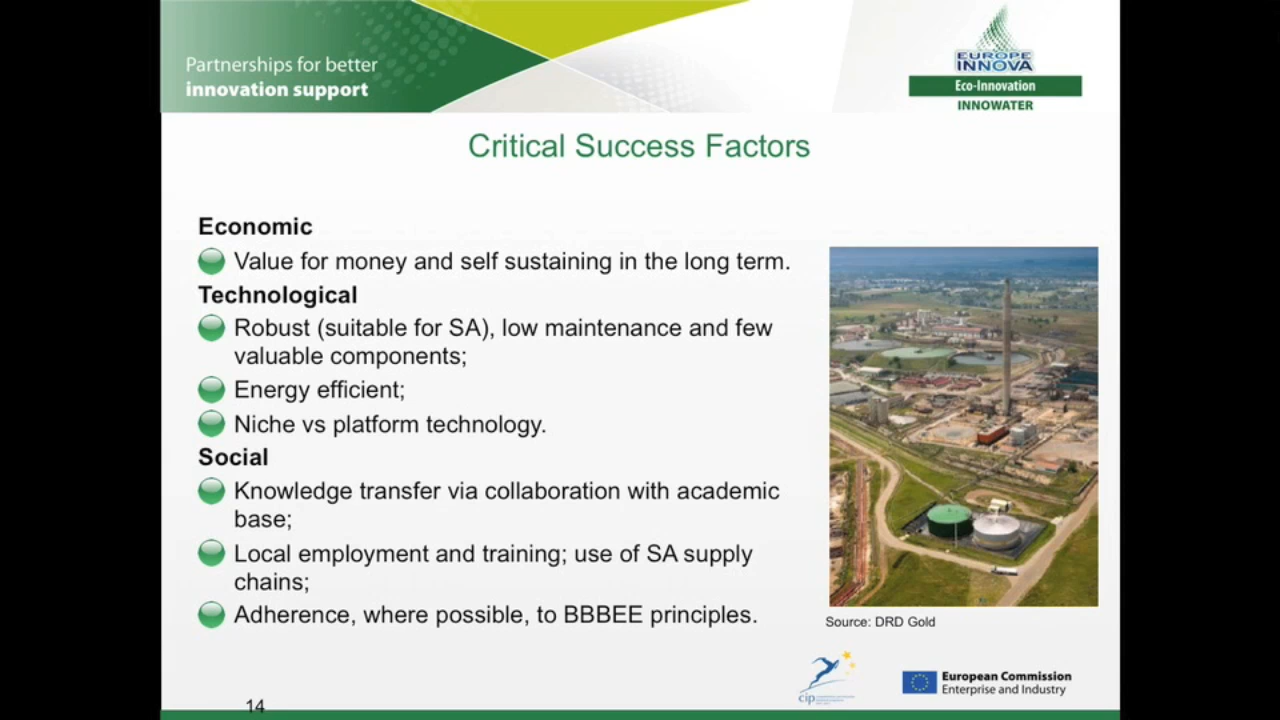 Partnerships for better
innovation support
EUROPE
INNOVA
Eco-Innovation
INNOWATER
Critical Success Factors
Economic
Value for money and self sustaining in the long term.
Technological
Robust (suitable for SA), low maintenance and few
valuable components;
Energy efficient;
Niche vs platform technology.
Social
Knowledge transfer via collaboration with academic
base;
Local employment and training; use of SA supply
chains;
Adherence, where possible, to BBBEE principles.
Source: DRD Gold
cip
European Commission
Enterprise and Industry
14